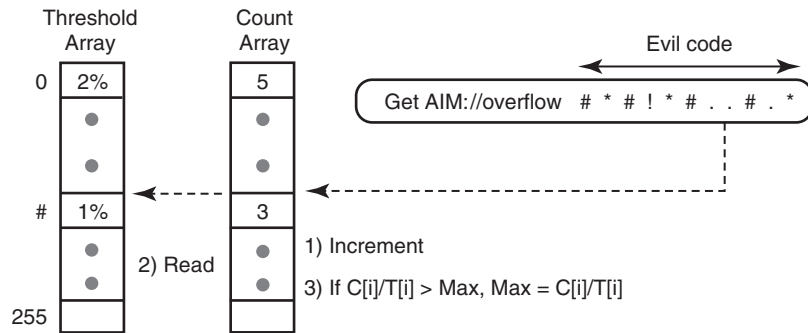 Threshold
Array
Count
Array
Evil code
0 2% 5
Get AIM://overflow # * # ! * # . . # . *
# 1% 3
1) Increment
2) Read
3) If C[i]/T[i] > Max, Max = C[i]/T[i]
255